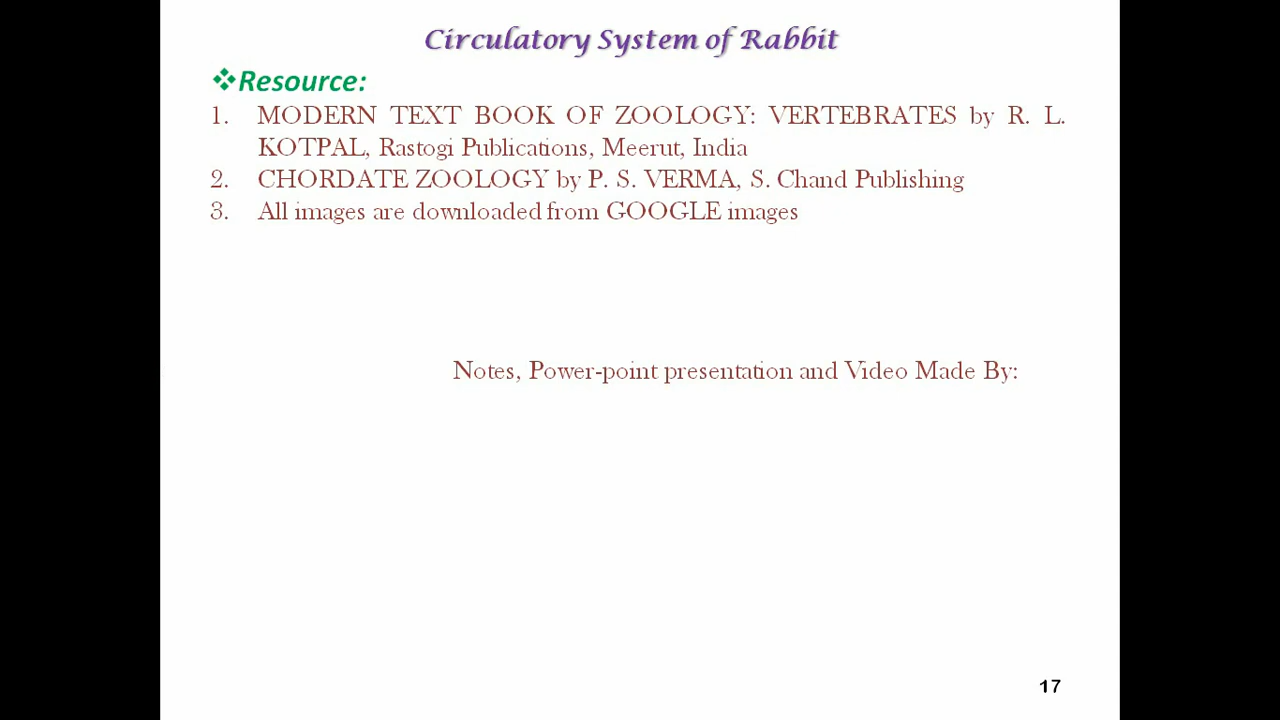 Circulatory System of Rabbit
❖Resource:
1. MODERN TEXT BOOK OF ZOOLOGY: VERTEBRATES by R. L.
KOTPAL, Rastogi Publications, Meerut, India
2. CHORDATE ZOOLOGY by P. S. VERMA, S. Chand Publishing
3. All images are downloaded from GOOGLE images
Notes, Power-point presentation and Video Made By:
17